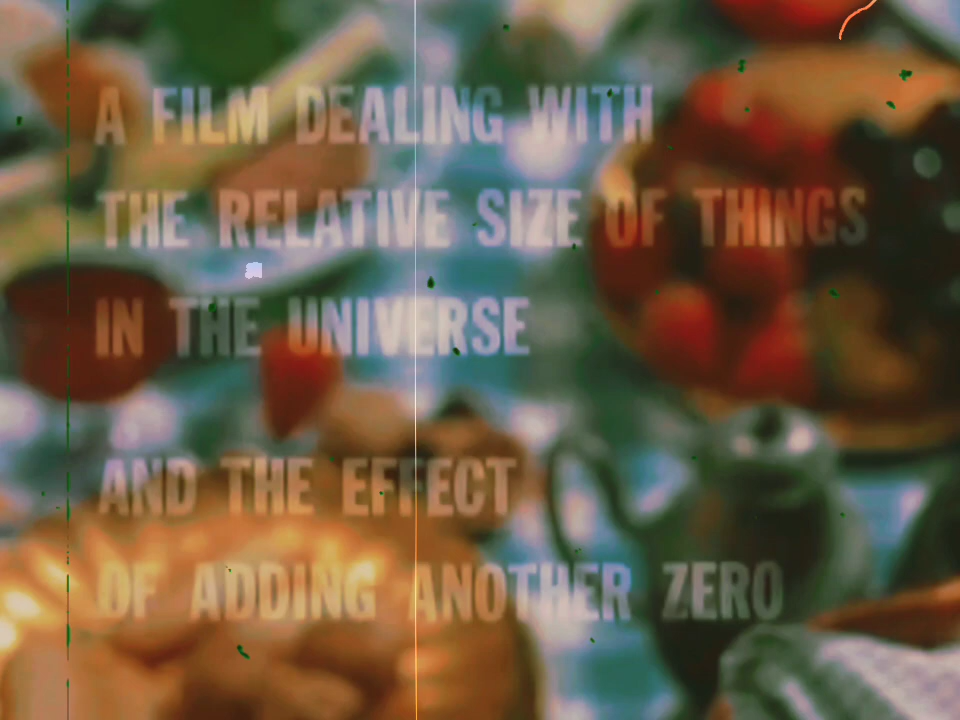 A FILM DEALING WITH
THE RELATIVE SIZE OF THINGS
IN THE UNIVERSE
AND THE EFFECT
OF ADDING ANOTHER ZERO